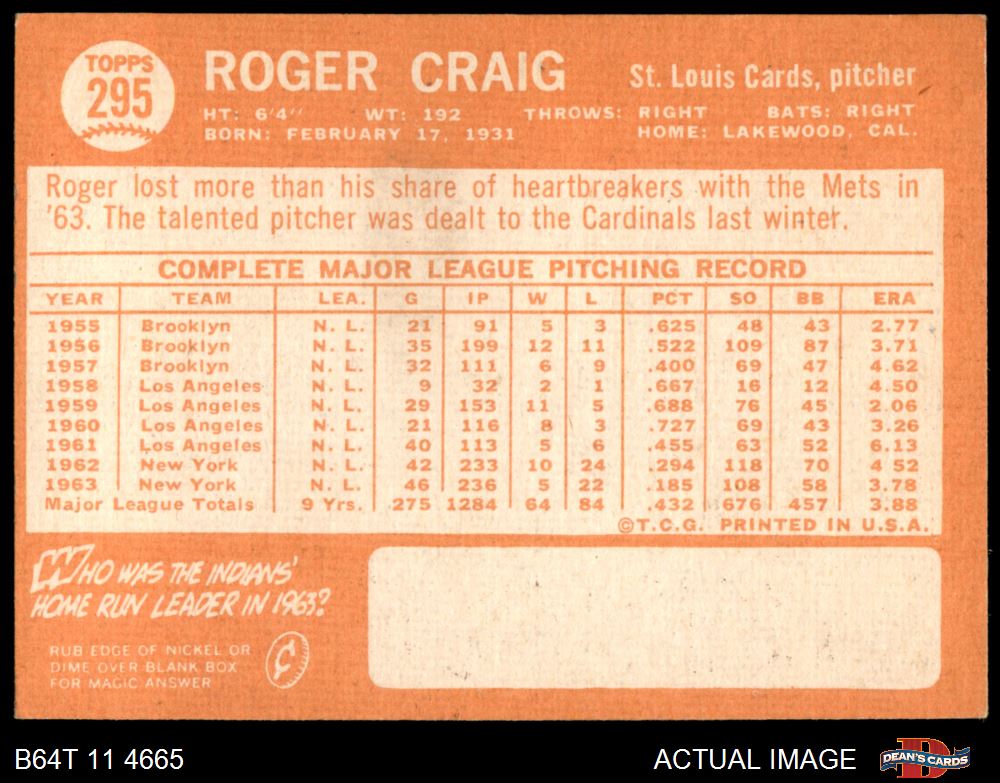 TOPPS
295
ROGER CRAIG
St. Louis Cards, pitcher
HT: 6'4" WT: 192 THROWS: RIGHT BATS: RIGHT
BORN: FEBRUARY 17, 1931 HOME: LAKEWOOD, CAL.
Roger lost more than his share of heartbreakers with the Mets in
'63. The talented pitcher was dealt to the Cardinals last winter.
COMPLETE MAJOR LEAGUE PITCHING RECORD
YEAR TEAM LEA. G IP W L PCT SO BB ERA
1955 Brooklyn N. L. 21 91 5 3 .625 48 43 2.77
1956 Brooklyn N. L. 35 199 12 11 .522 109 87 3.71
1957 Brooklyn N. L. 32 111 6 9 .400 69 47 4.62
1958 Los Angeles N. L. 9 32 2 1 .667 16 12 4.50
1959 Los Angeles N. L. 29 153 11 5 .688 76 45 2.06
1960 Los Angeles N. L. 21 116 8 3 .727 69 43 3.26
1961 Los Angeles N. L. 40 113 5 6 .455 63 52 6.13
1962 New York N. L. 42 233 10 24 .294 118 70 4.52
1963 New York N. L. 46 236 5 22 .185 108 58 3.78
Major League Totals 9 Yrs. 275 1284 64 84 .432 676 457 3.88
©T.C.G. PRINTED IN U.S.A.
WHO WAS THE INDIANS'
HOME RUN LEADER IN 1963?
RUB EDGE OF NICKEL OR
DIME OVER BLANK BOX
FOR MAGIC ANSWER
¢
B64T 11 4665
ACTUAL IMAGE
DEAN'S CARDS